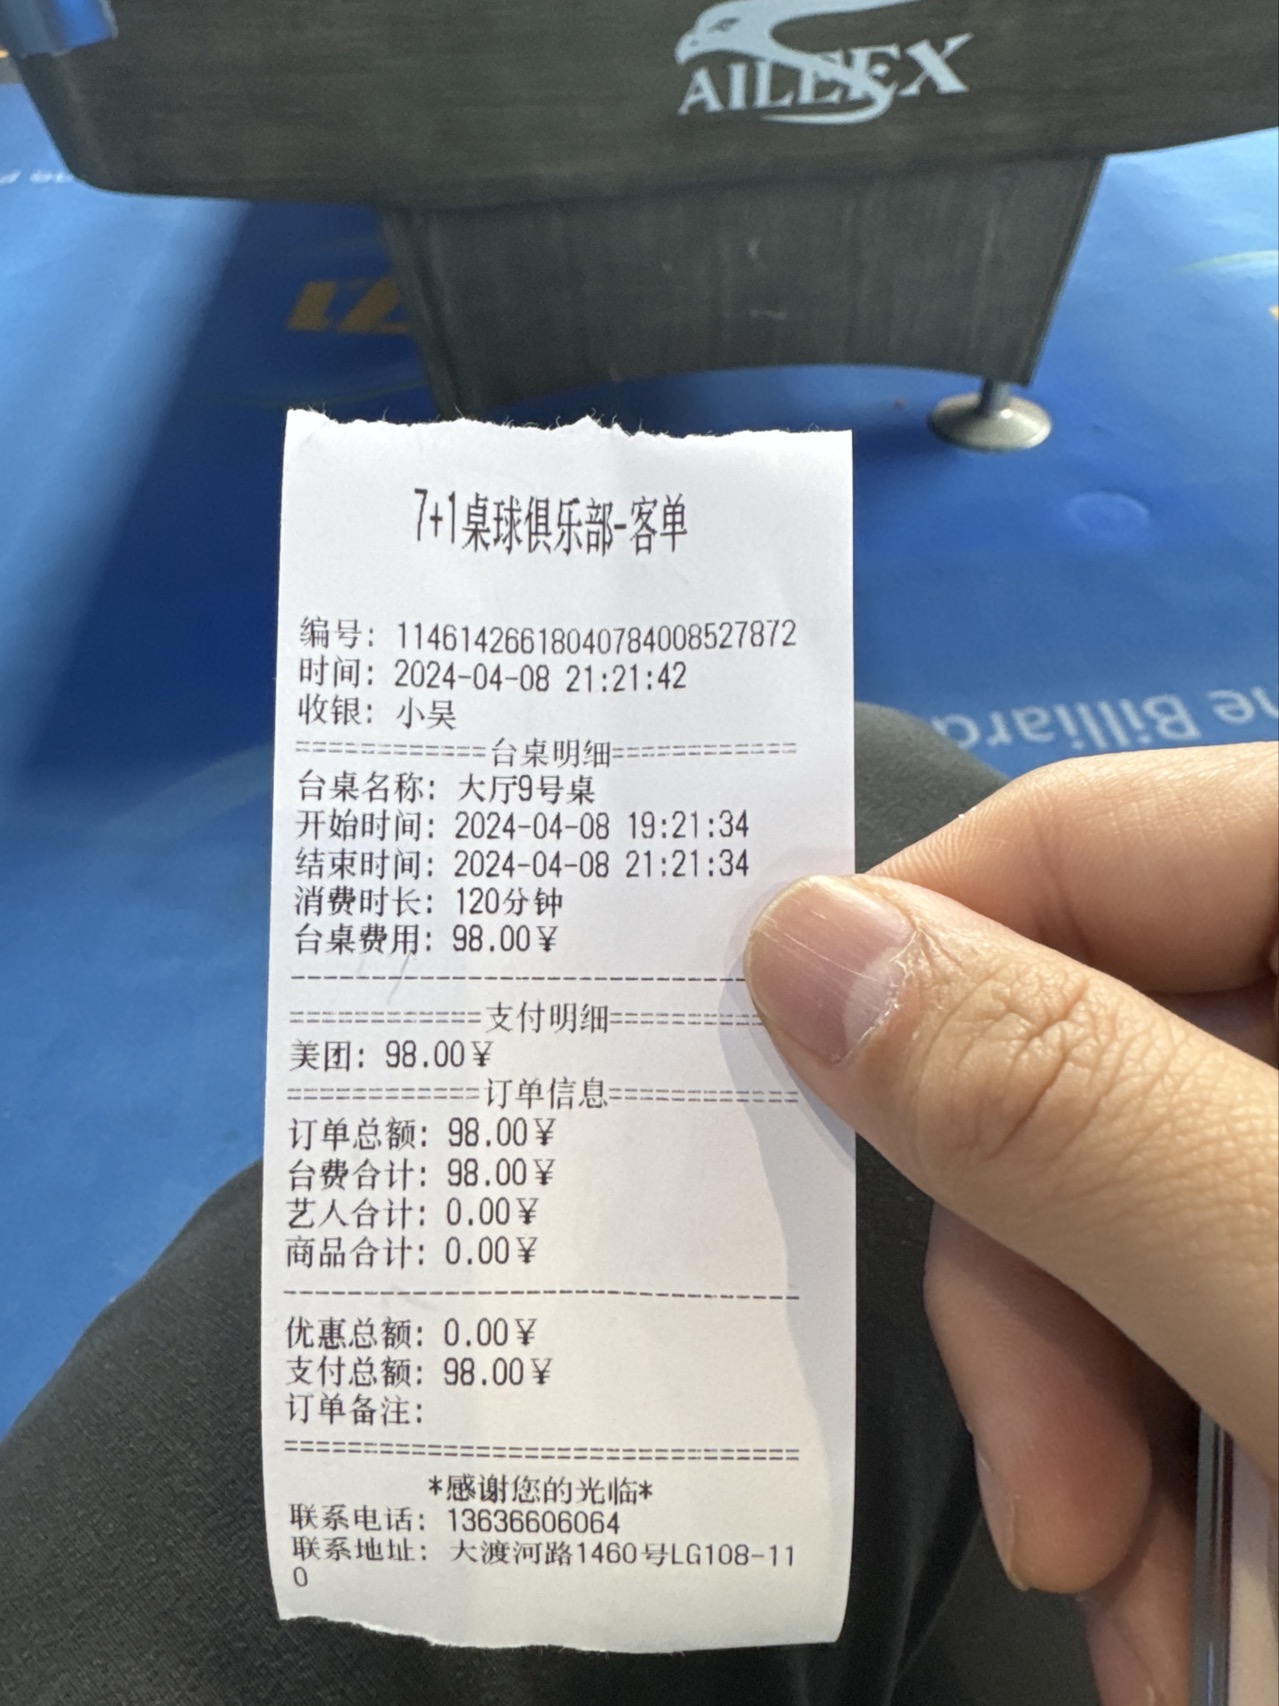 AILEEX
7+1桌球俱乐部-客单
编号: 11461426618040784008527872
时间: 2024-04-08 21:21:42
收银: 小吴
============台桌明细============
台桌名称: 大厅9号桌
开始时间: 2024-04-08 19:21:34
结束时间: 2024-04-08 21:21:34
消费时长: 120分钟
台桌费用: 98.00¥
--------------------------------
============支付明细==========
美团: 98.00¥
============订单信息============
订单总额: 98.00¥
台费合计: 98.00¥
艺人合计: 0.00¥
商品合计: 0.00¥
--------------------------------
优惠总额: 0.00¥
支付总额: 98.00¥
订单备注:
================================
*感谢您的光临*
联系电话: 13636606064
联系地址: 大渡河路1460号LG108-11
0